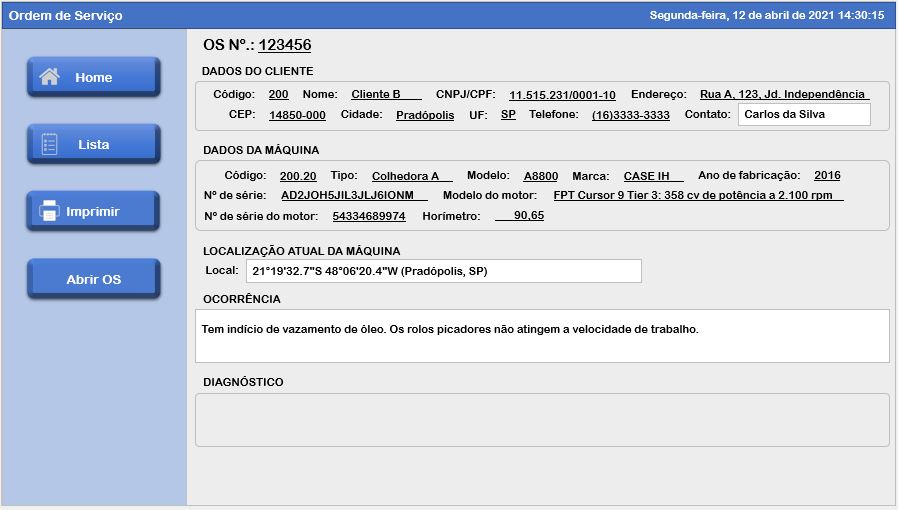 Ordem de Serviço
Segunda-feira, 12 de abril de 2021 14:30:15
Home
Lista
Imprimir
Abrir OS
OS Nº.: 123456
DADOS DO CLIENTE
Código: 200 Nome: Cliente B CNPJ/CPF: 11.515.231/0001-10 Endereço: Rua A, 123, Jd. Independência
CEP: 14850-000 Cidade: Pradópolis UF: SP Telefone: (16)3333-3333 Contato: Carlos da Silva
DADOS DA MÁQUINA
Código: 200.20 Tipo: Colhedora A Modelo: A8800 Marca: CASE IH Ano de fabricação: 2016
Nº de série: AD2JOH5JIL3JLJ6IONM Modelo do motor: FPT Cursor 9 Tier 3: 358 cv de potência a 2.100 rpm
Nº de série do motor: 54334689974 Horímetro: 90,65
LOCALIZAÇÃO ATUAL DA MÁQUINA
Local: 21°19'32.7"S 48°06'20.4"W (Pradópolis, SP)
OCORRÊNCIA
Tem indício de vazamento de óleo. Os rolos picadores não atingem a velocidade de trabalho.
DIAGNÓSTICO